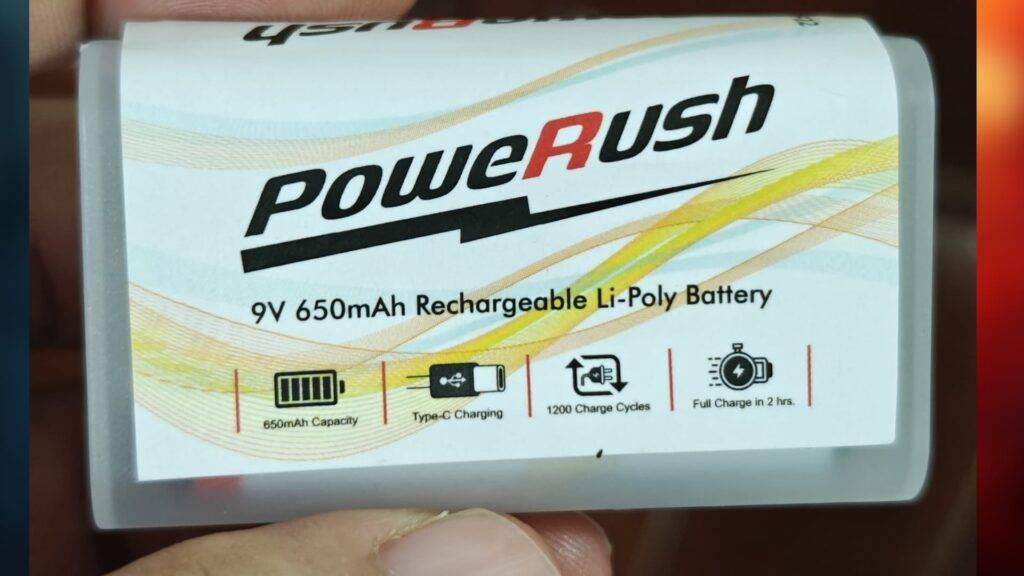 PoweRush
PoweRush
9V 650mAh Rechargeable Li-Poly Battery
650mAh Capacity
Type-C Charging
1200 Charge Cycles
Full Charge in 2 hrs.